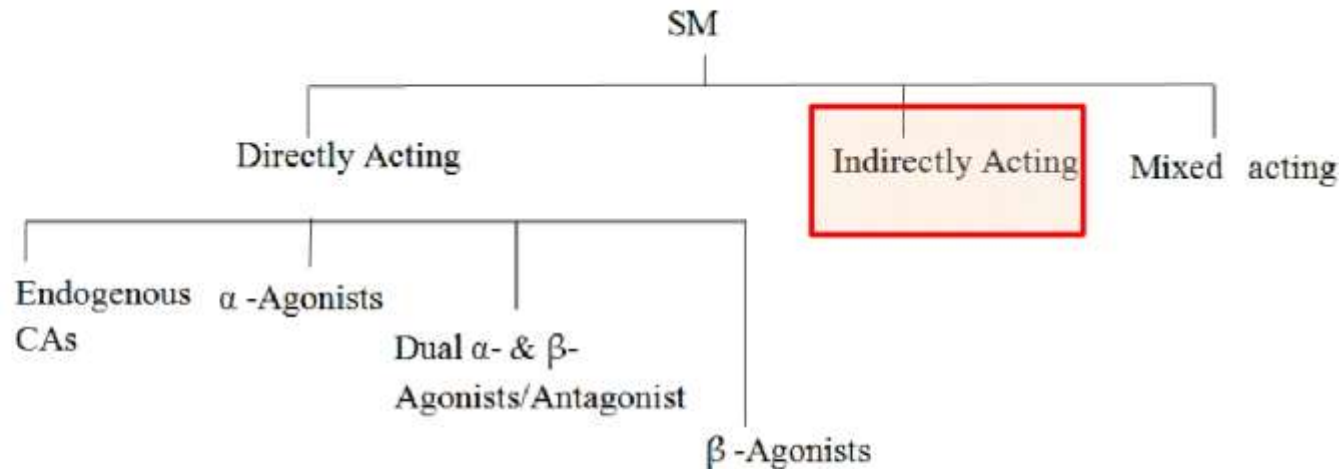 SM
Directly Acting
Indirectly Acting
Mixed acting
Endogenous
CAs
α -Agonists
Dual α- & β-
Agonists/Antagonist
β -Agonists